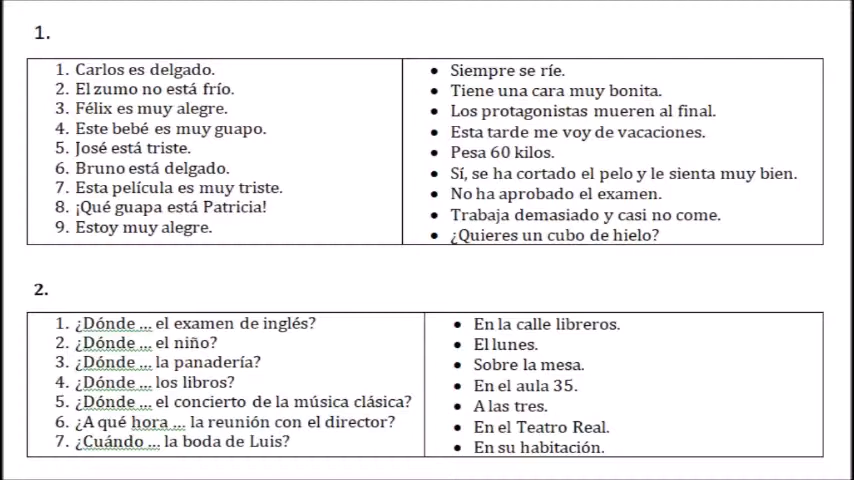 1.
1. Carlos es delgado.
2. El zumo no está frío.
3. Félix es muy alegre.
4. Este bebé es muy guapo.
5. José está triste.
6. Bruno está delgado.
7. Esta película es muy triste.
8. ¡Qué guapa está Patricia!
9. Estoy muy alegre.
• Siempre se ríe.
• Tiene una cara muy bonita.
• Los protagonistas mueren al final.
• Esta tarde me voy de vacaciones.
• Pesa 60 kilos.
• Sí, se ha cortado el pelo y le sienta muy bien.
• No ha aprobado el examen.
• Trabaja demasiado y casi no come.
• ¿Quieres un cubo de hielo?
2.
1. ¿Dónde ... el examen de inglés?
2. ¿Dónde ... el niño?
3. ¿Dónde ... la panadería?
4. ¿Dónde ... los libros?
5. ¿Dónde ... el concierto de la música clásica?
6. ¿A qué hora ... la reunión con el director?
7. ¿Cuándo ... la boda de Luis?
• En la calle libreros.
• El lunes.
• Sobre la mesa.
• En el aula 35.
• A las tres.
• En el Teatro Real.
• En su habitación.